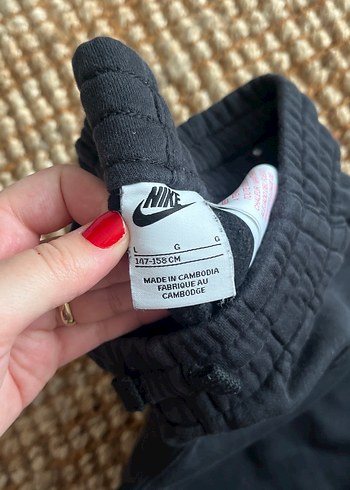 NIKE
L G G
147-158 CM
MADE IN CAMBODIA
FABRIQUE AU
CAMBODGE